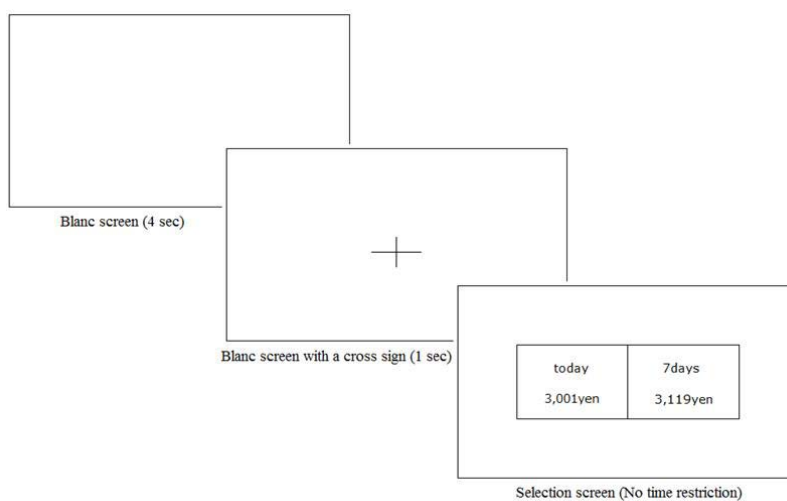 Blanc screen (4 sec)
Blanc screen with a cross sign (1 sec)
today 7days
3,001yen 3,119yen
Selection screen (No time restriction)